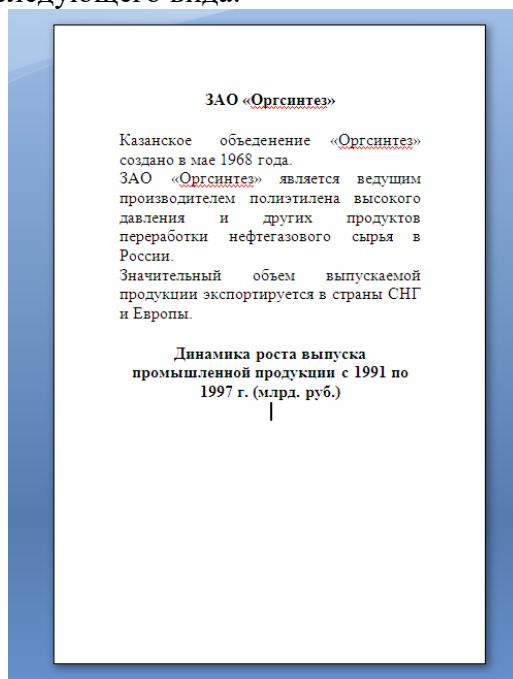 следующего вида.
ЗАО «Оргсинтез»
Казанское объеденение «Оргсинтез»
создано в мае 1968 года.
ЗАО «Оргсинтез» является ведущим
производителем полиэтилена высокого
давления и других продуктов
переработки нефтегазового сырья в
России.
Значительный объем выпускаемой
продукции экспортируется в страны СНГ
и Европы.
Динамика роста выпуска
промышленной продукции с 1991 по
1997 г. (млрд. руб.)